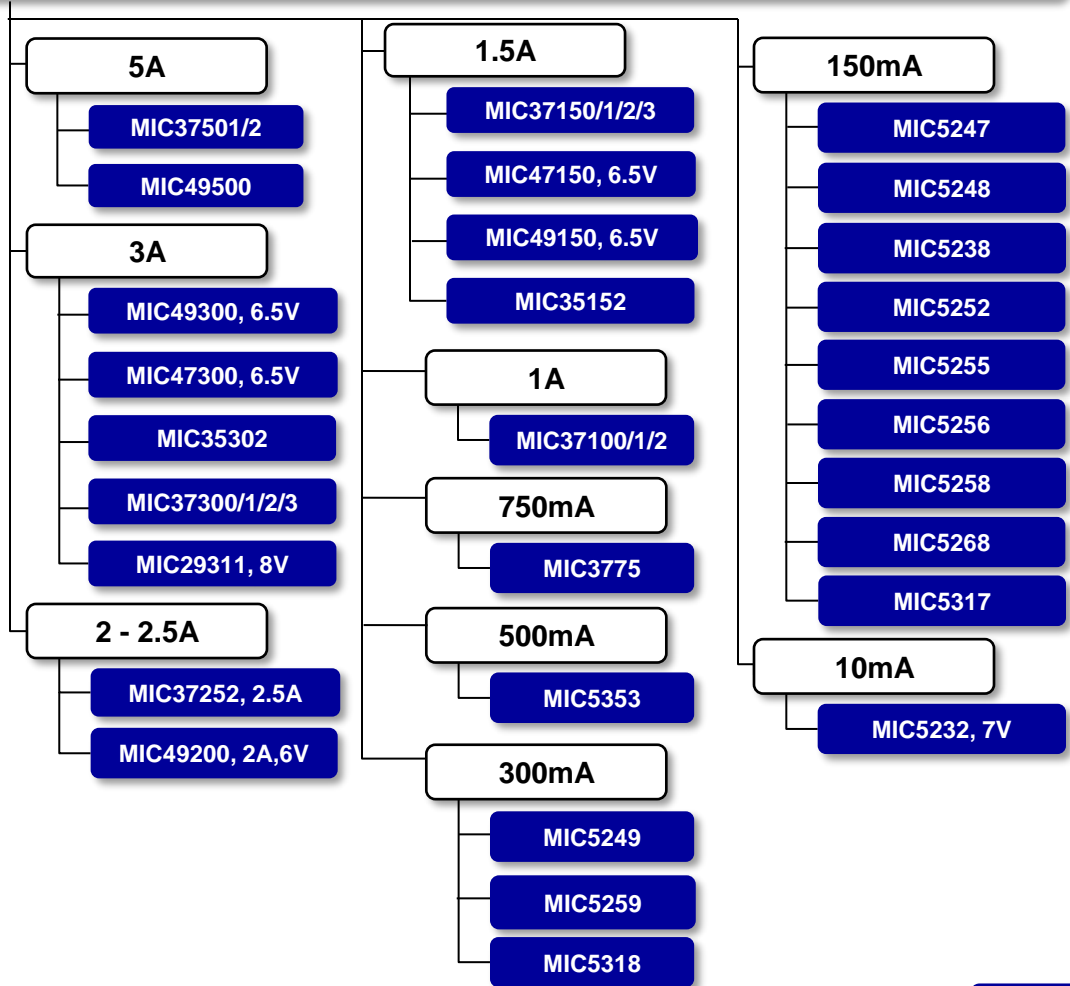 5A
MIC37501/2
MIC49500
3A
MIC49300, 6.5V
MIC47300, 6.5V
MIC35302
MIC37300/1/2/3
MIC29311, 8V
2 - 2.5A
MIC37252, 2.5A
MIC49200, 2A,6V
1.5A
MIC37150/1/2/3
MIC47150, 6.5V
MIC49150, 6.5V
MIC35152
1A
MIC37100/1/2
750mA
MIC3775
500mA
MIC5353
300mA
MIC5249
MIC5259
MIC5318
150mA
MIC5247
MIC5248
MIC5238
MIC5252
MIC5255
MIC5256
MIC5258
MIC5268
MIC5317
10mA
MIC5232, 7V